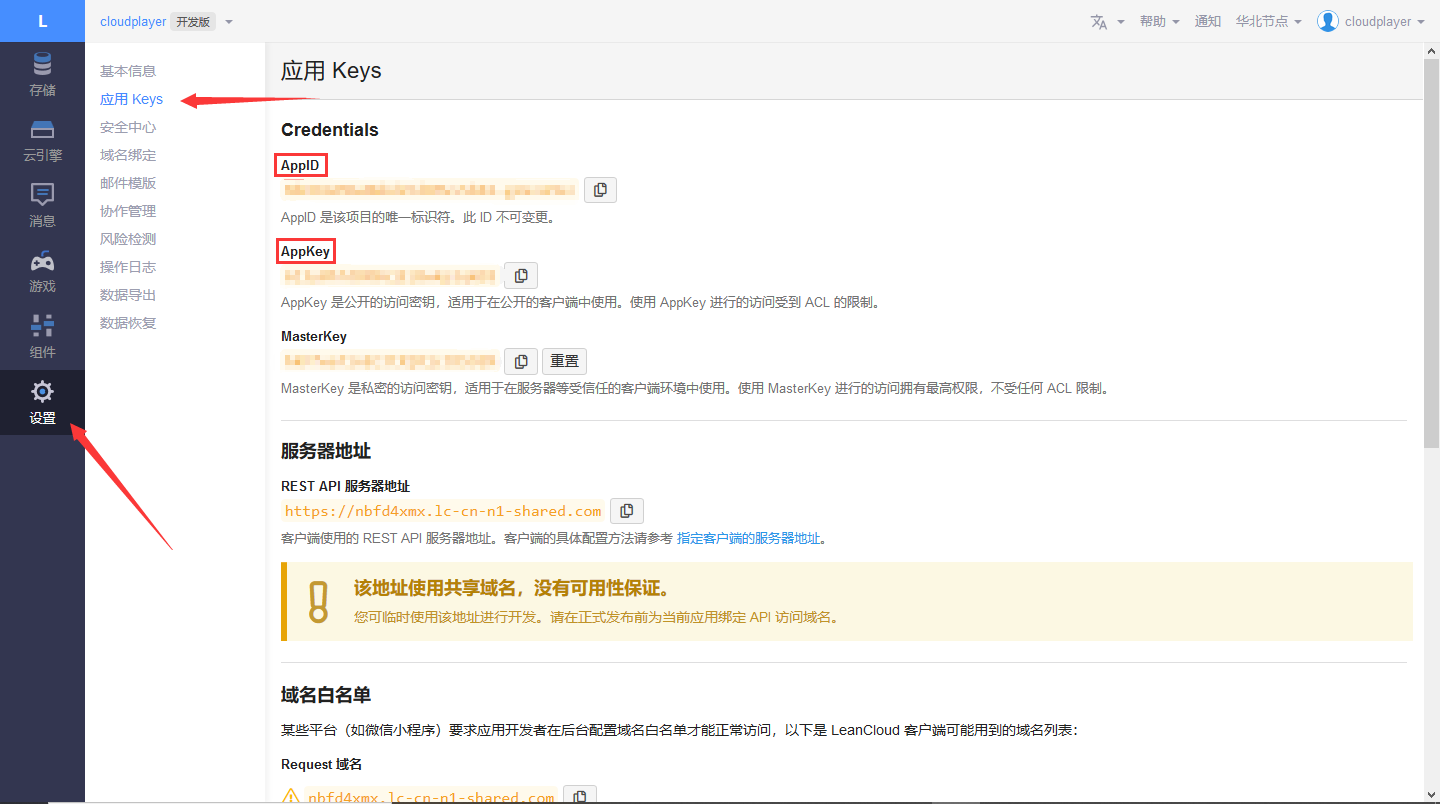 L
cloudplayer 开发版
帮助
通知
华北节点
cloudplayer
存储
云引擎
消息
游戏
组件
设置
基本信息
应用 Keys
安全中心
域名绑定
邮件模版
协作管理
风险检测
操作日志
数据导出
数据恢复
应用 Keys
Credentials
AppID
AppID 是该项目的唯一标识符。此 ID 不可变更。
AppKey
AppKey 是公开的访问密钥，适用于在公开的客户端中使用。使用 AppKey 进行的访问受到 ACL 的限制。
MasterKey
重置
MasterKey 是私密的访问密钥，适用于在服务器等受信任的客户端环境中使用。使用 MasterKey 进行的访问拥有最高权限，不受任何 ACL 限制。
服务器地址
REST API 服务器地址
https://nbfd4xmx.lc-cn-n1-shared.com
客户端使用的 REST API 服务器地址。客户端的具体配置方法请参考 指定客户端的服务器地址。
该地址使用共享域名，没有可用性保证。
您可临时使用该地址进行开发。请在正式发布前为当前应用绑定 API 访问域名。
域名白名单
某些平台（如微信小程序）要求应用开发者在后台配置域名白名单才能正常访问，以下是 LeanCloud 客户端可能用到的域名列表：
Request 域名
nbfd4xmx.lc-cn-n1-shared.com